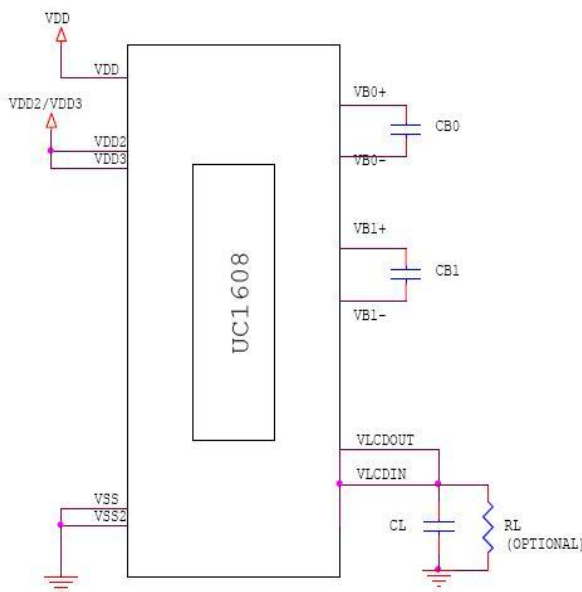 VDD
VDD
VDD2/VDD3
VDD2
VDD3
VB0+
CB0
VB0-
VB1+
CB1
VB1-
UC1608
VLCDOUT
VLCDIN
VSS
VSS2
CL
RL
(OPTIONAL)